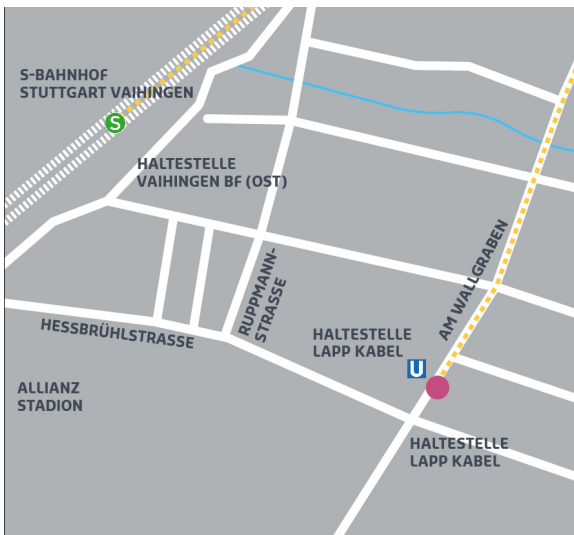 S-BAHNHOF
STUTTGART VAIHINGEN
S
HALTESTELLE
VAIHINGEN BF (OST)
AM WALLGRABEN
RUPPMANN-
STRASSE
HESSBRÜHLSTRASSE
HALTESTELLE
LAPP KABEL
U
ALLIANZ
STADION
HALTESTELLE
LAPP KABEL